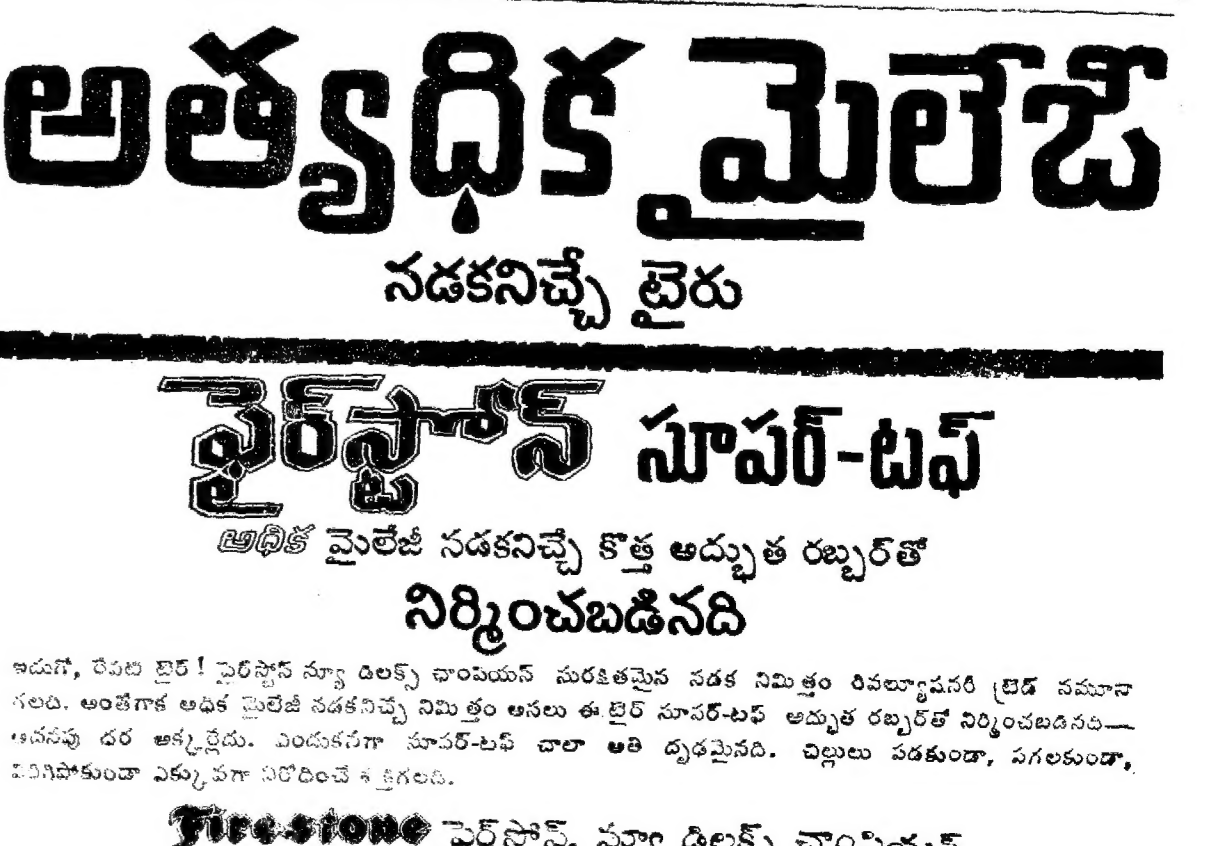 అత్యధిక మైలేజీ
నడకనిచ్చే టైరు
ఫైర్‌స్టోన్ సూపర్-టఫ్
అధిక మైలేజీ నడకనిచ్చే కొత్త అద్భుత రబ్బర్‌తో
నిర్మించబడినది
ఇదుగో, రేపటి టైర్! ఫైర్‌స్టోన్ న్యూ డిలక్స్ ఛాంపియన్ సురక్షితమైన నడక నిమిత్తం రివల్యూషనరీ ట్రెడ్ నమూనా
గలది. అంతేగాక అధిక మైలేజీ నడకనిచ్చే నిమిత్తం అసలు ఈ టైర్ సూపర్-టఫ్ అద్భుత రబ్బర్‌తో నిర్మించబడినది—
అదనపు ధర అక్కర్లేదు. ఎందుకనగా సూపర్-టఫ్ చాలా అతి దృఢమైనది. చిల్లులు పడకుండా, పగలకుండా,
విరిగిపోకుండా ఎక్కువగా నిరోధించే శక్తిగలది.
Firestone ఫైర్‌స్టోన్ న్యూ డిలక్స్ ఛాంపియన్